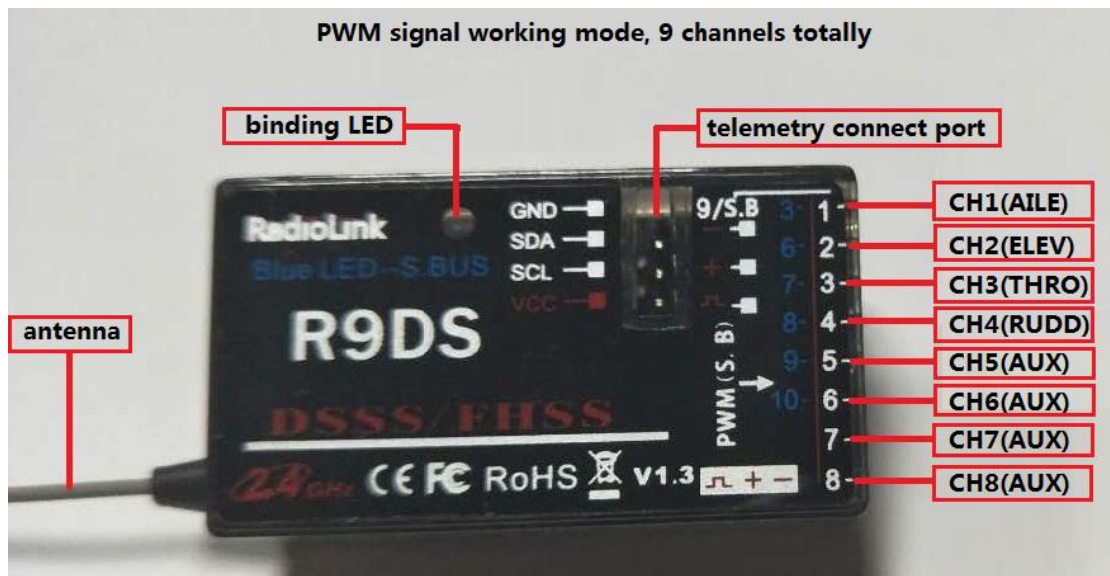 PWM signal working mode, 9 channels totally
binding LED
telemetry connect port
antenna
RadioLink
Blue LED--S.BUS
R9DS
DSSS/FHSS
2.4GHz
CE FC RoHS V1.3
GND
SDA
SCL
VCC
9/S.B
-
+
PWM(S. B)
3- 1-
6- 2-
7- 3-
8- 4-
9- 5-
10- 6-
7-
+ - 8-
CH1(AILE)
CH2(ELEV)
CH3(THRO)
CH4(RUDD)
CH5(AUX)
CH6(AUX)
CH7(AUX)
CH8(AUX)